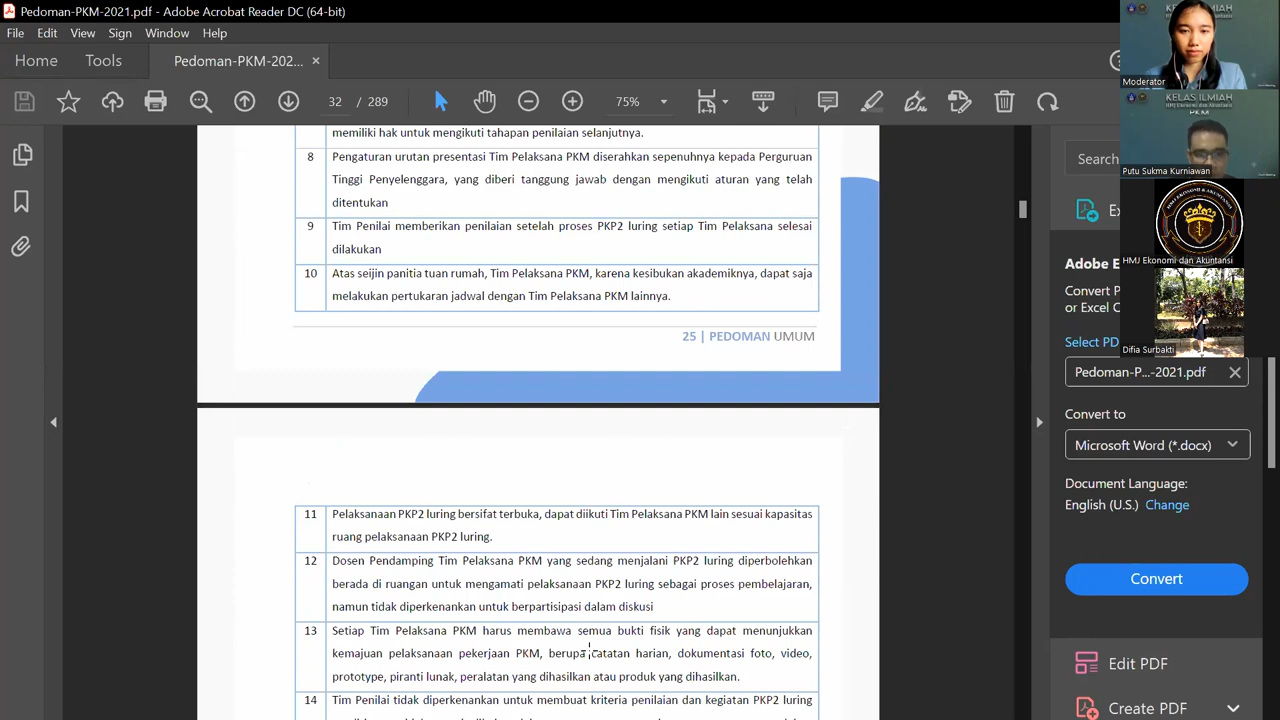 Pedoman-PKM-2021.pdf - Adobe Acrobat Reader DC (64-bit)
File Edit View Sign Window Help
Home Tools Pedoman-PKM-202... ×
32 / 289 75%
memiliki hak untuk mengikuti tahapan penilaian selanjutnya.
8 Pengaturan urutan presentasi Tim Pelaksana PKM diserahkan sepenuhnya kepada Perguruan
Tinggi Penyelenggara, yang diberi tanggung jawab dengan mengikuti aturan yang telah
ditentukan
9 Tim Penilai memberikan penilaian setelah proses PKP2 luring setiap Tim Pelaksana selesai
dilakukan
10 Atas seijin panitia tuan rumah, Tim Pelaksana PKM, karena kesibukan akademiknya, dapat saja
melakukan pertukaran jadwal dengan Tim Pelaksana PKM lainnya.
25 | PEDOMAN UMUM
11 Pelaksanaan PKP2 luring bersifat terbuka, dapat diikuti Tim Pelaksana PKM lain sesuai kapasitas
ruang pelaksanaan PKP2 luring.
12 Dosen Pendamping Tim Pelaksana PKM yang sedang menjalani PKP2 luring diperbolehkan
berada di ruangan untuk mengamati pelaksanaan PKP2 luring sebagai proses pembelajaran,
namun tidak diperkenankan untuk berpartisipasi dalam diskusi
13 Setiap Tim Pelaksana PKM harus membawa semua bukti fisik yang dapat menunjukkan
kemajuan pelaksanaan pekerjaan PKM, berupa catatan harian, dokumentasi foto, video,
prototype, piranti lunak, peralatan yang dihasilkan atau produk yang dihasilkan.
14 Tim Penilai tidak diperkenankan untuk membuat kriteria penilaian dan kegiatan PKP2 luring
Moderator
KELAS ILMIAH
HMJ Ekonomi dan Akuntansi
PKM
Putu Sukma Kurniawan
HMJ EKONOMI & AKUNTANSI
HMJ Ekonomi dan Akuntansi
Difia Surbakti
Search
Ex
Adobe E
Convert P
or Excel C
Select PD
Pedoman-P...-2021.pdf
Convert to
Microsoft Word (*.docx)
Document Language:
English (U.S.) Change
Convert
Edit PDF
Create PDF